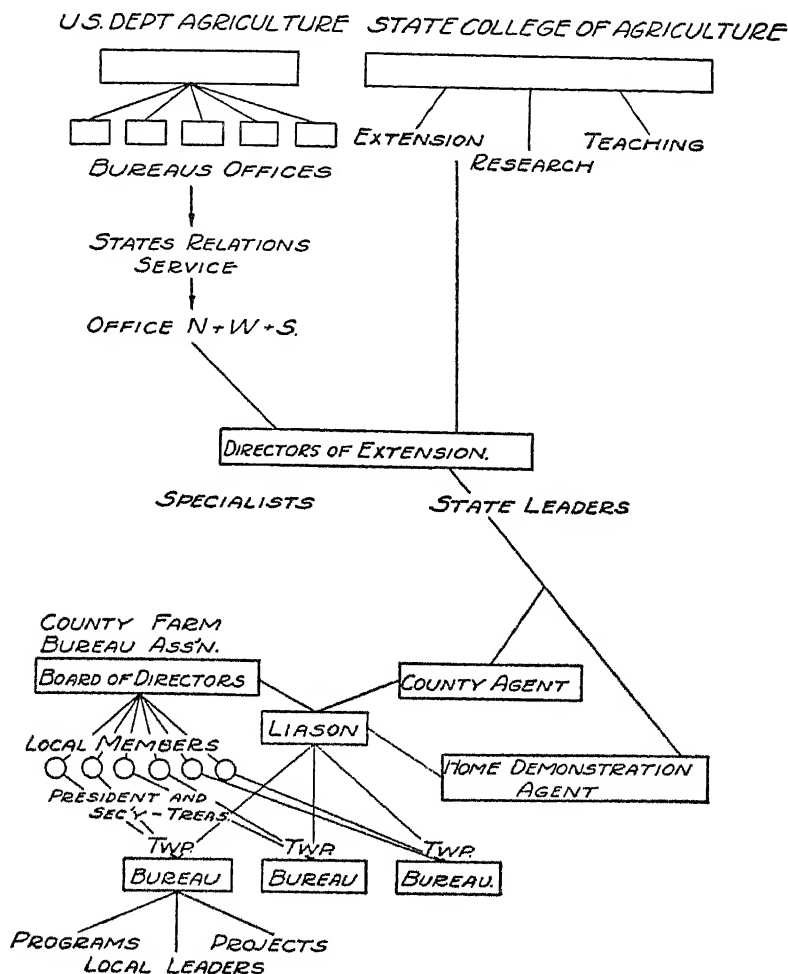 U.S. DEPT AGRICULTURE
STATE COLLEGE OF AGRICULTURE
EXTENSION
RESEARCH
TEACHING
BUREAUS OFFICES
STATES RELATIONS
SERVICE
OFFICE N+W+S.
DIRECTORS OF EXTENSION.
SPECIALISTS
STATE LEADERS
COUNTY FARM
BUREAU ASS'N.
BOARD OF DIRECTORS
COUNTY AGENT
LIASON
LOCAL MEMBERS
HOME DEMONSTRATION
AGENT
PRESIDENT AND
SEC'Y-TREAS.
TWP.
BUREAU
TWP.
BUREAU
TWP.
BUREAU.
PROGRAMS
LOCAL LEADERS
PROJECTS